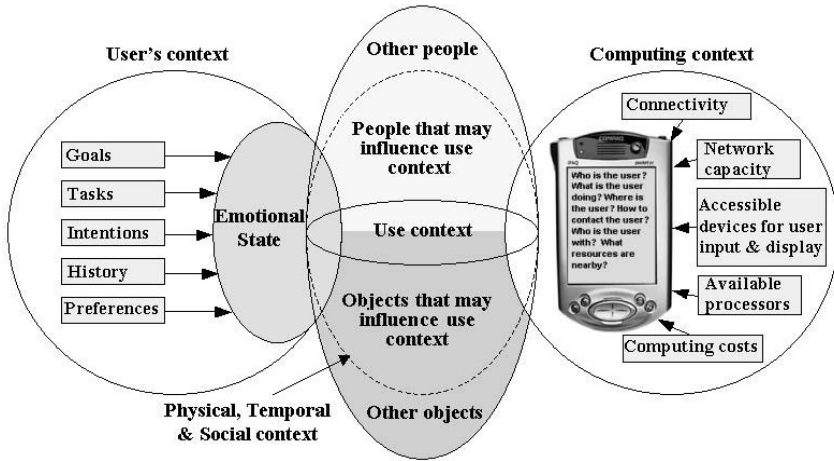 User's context
Goals
Tasks
Intentions
History
Preferences
Emotional
State
Other people
People that may
influence use
context
Use context
Objects that may
influence use
context
Other objects
Physical, Temporal
& Social context
Computing context
COMPAQ
iPAQ
Who is the user?
What is the user
doing? Where is
the user? How to
contact the user?
Who is the user
with? What
resources are
nearby?
Connectivity
Network
capacity
Accessible
devices for user
input & display
Available
processors
Computing costs